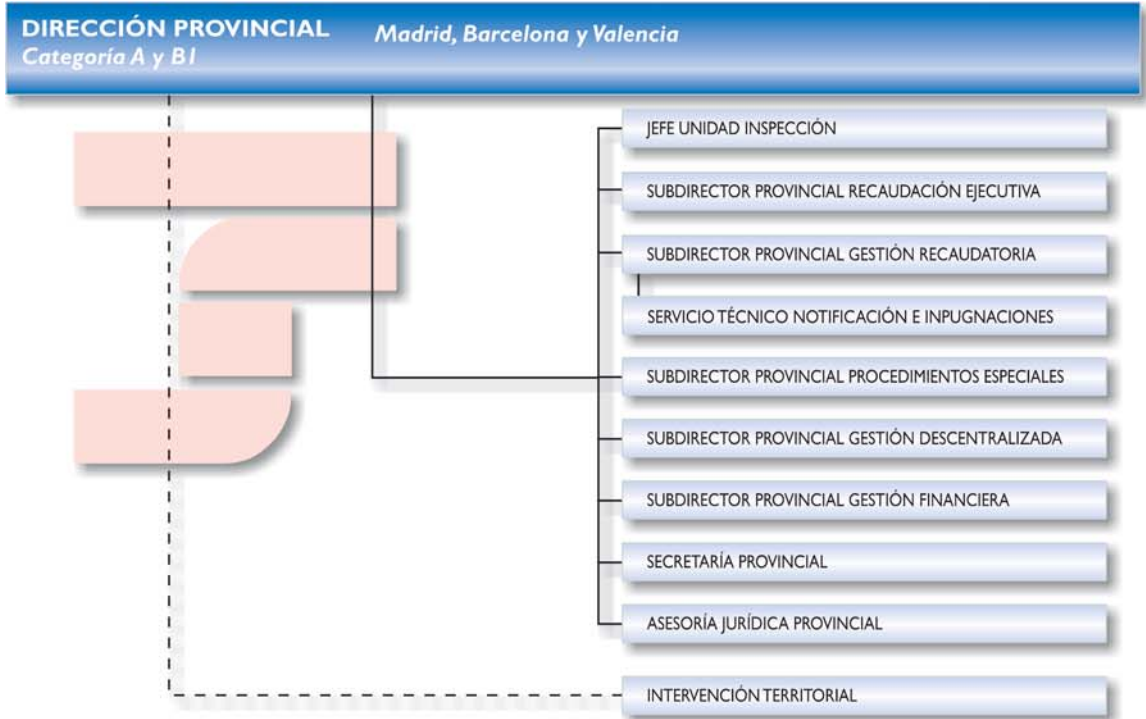 DIRECCIÓN PROVINCIAL Madrid, Barcelona y Valencia
Categoría A y B1
JEFE UNIDAD INSPECCIÓN
SUBDIRECTOR PROVINCIAL RECAUDACIÓN EJECUTIVA
SUBDIRECTOR PROVINCIAL GESTIÓN RECAUDATORIA
SERVICIO TÉCNICO NOTIFICACIÓN E INPUGNACIONES
SUBDIRECTOR PROVINCIAL PROCEDIMIENTOS ESPECIALES
SUBDIRECTOR PROVINCIAL GESTIÓN DESCENTRALIZADA
SUBDIRECTOR PROVINCIAL GESTIÓN FINANCIERA
SECRETARÍA PROVINCIAL
ASESORÍA JURÍDICA PROVINCIAL
INTERVENCIÓN TERRITORIAL